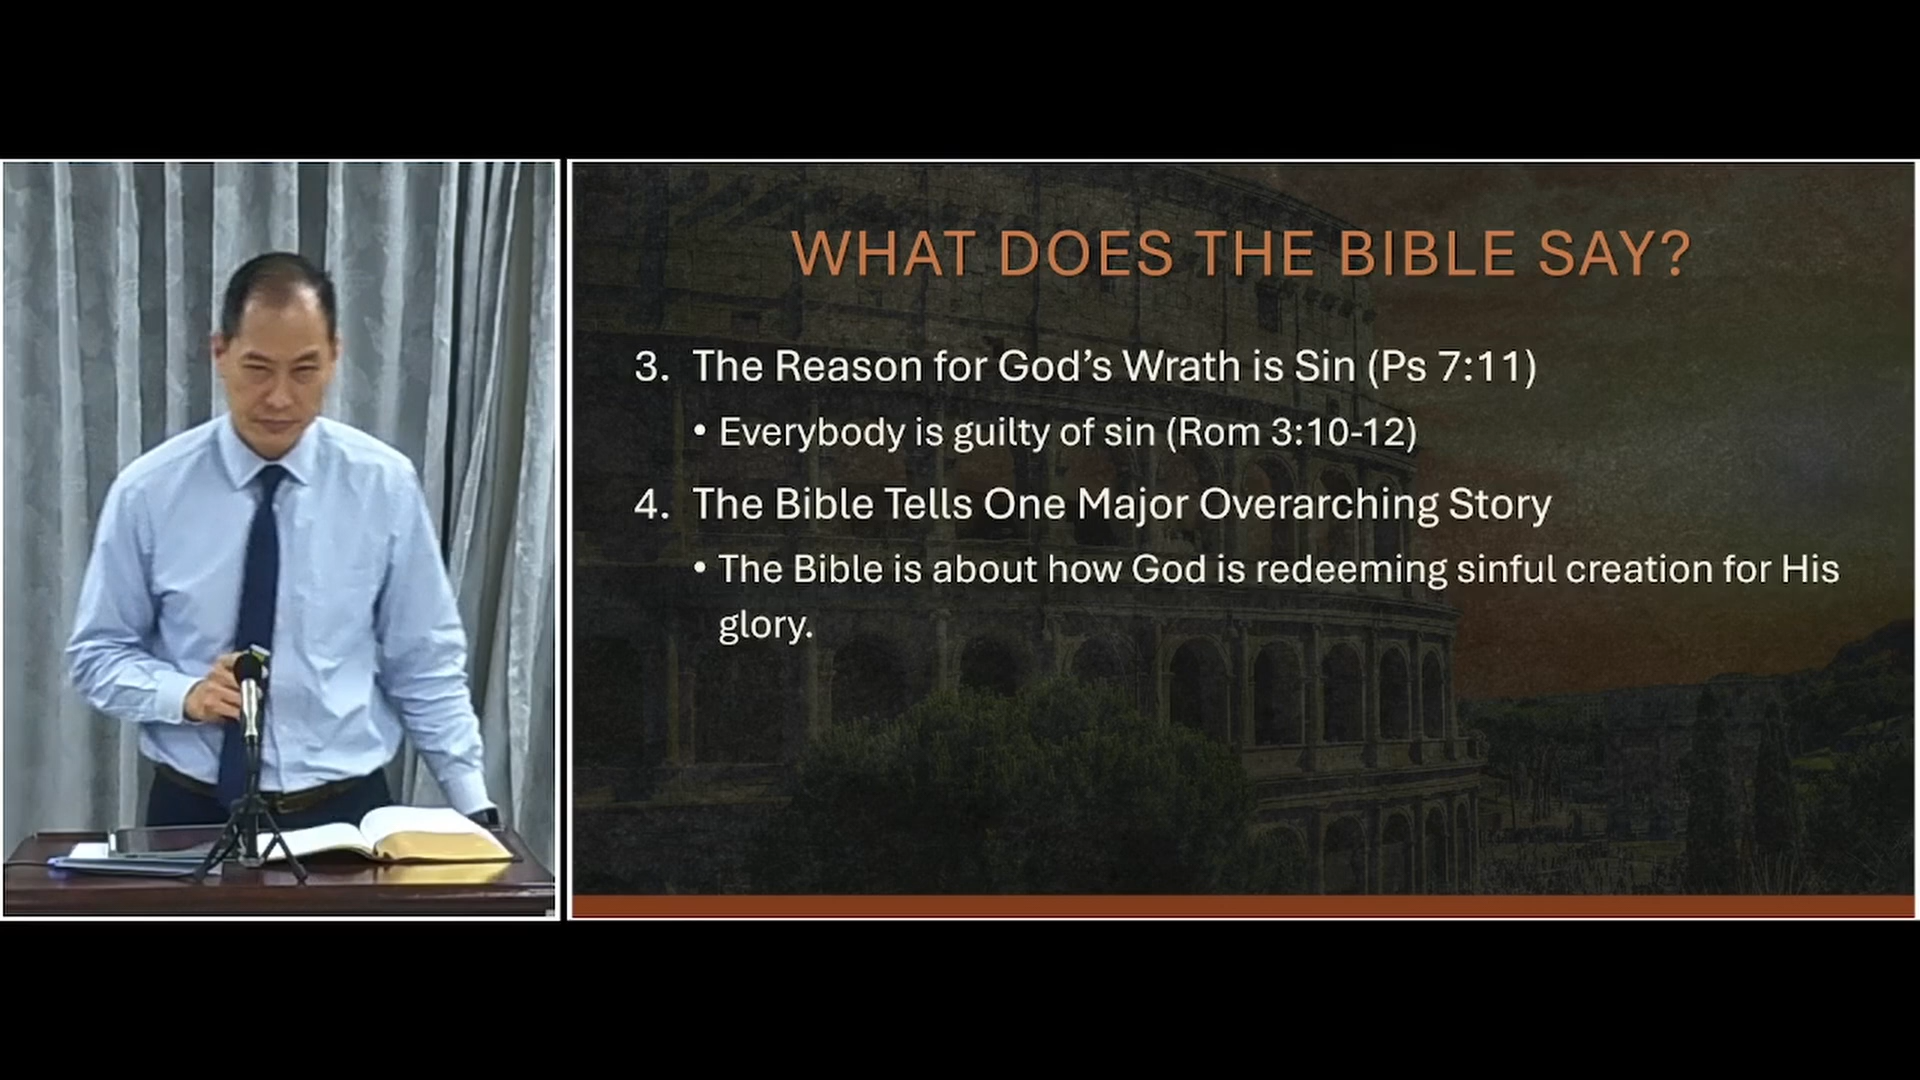 WHAT DOES THE BIBLE SAY?
3. The Reason for God’s Wrath is Sin (Ps 7:11)
• Everybody is guilty of sin (Rom 3:10-12)
4. The Bible Tells One Major Overarching Story
• The Bible is about how God is redeeming sinful creation for His
glory.